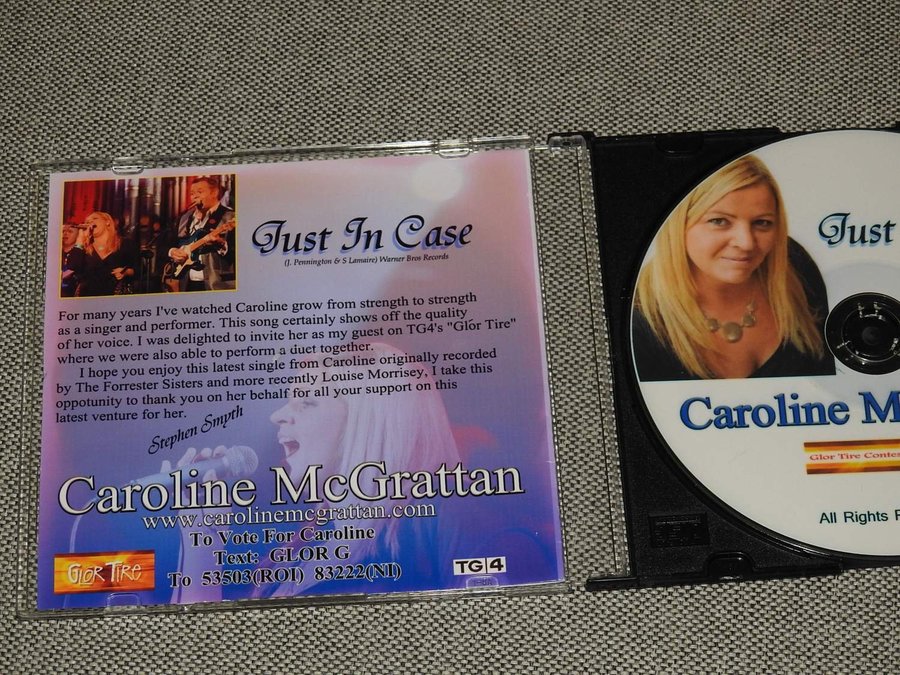 Just In Case
(J. Pennington & S Lamaire) Warner Bros Records
For many years I've watched Caroline grow from strength to strength
as a singer and performer. This song certainly shows off the quality
of her voice. I was delighted to invite her as my guest on TG4's "Glor Tire"
where we were also able to perform a duet together.
I hope you enjoy this latest single from Caroline originally recorded
by The Forrester Sisters and more recently Louise Morrisey, I take this
oppotunity to thank you on her behalf for all your support on this
latest venture for her.
Stephen Smyth
Caroline McGrattan
www.carolinemcgrattan.com
To Vote For Caroline
Text: GLOR G
To 53503(ROI) 83222(NI)
GLOR TIRE
TG4
Just
Caroline M
Glor Tire Contes
All Rights R